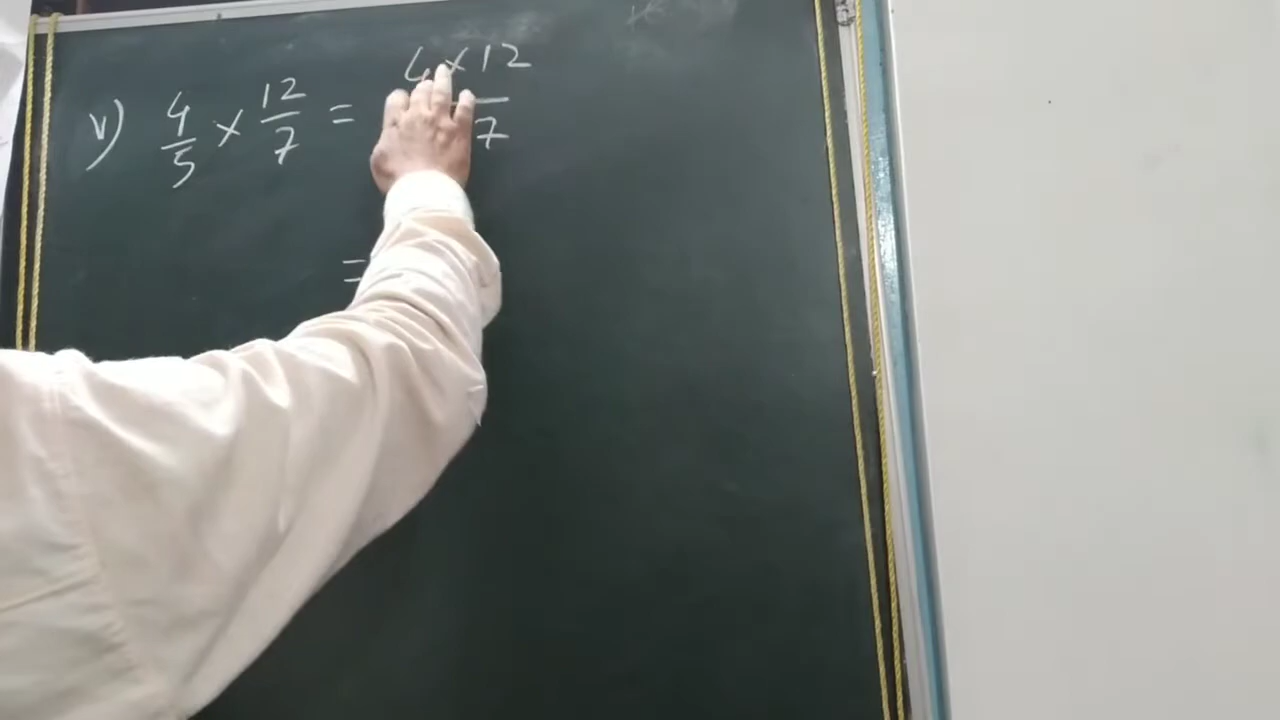 v) 4/5 × 12/7 = 4 × 12 / 7
=